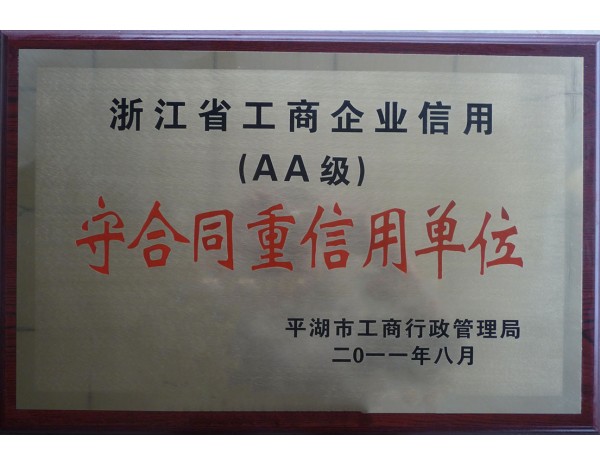 浙江省工商企业信用
(AA级)
守合同重信用单位
平湖市工商行政管理局
二0一一年八月